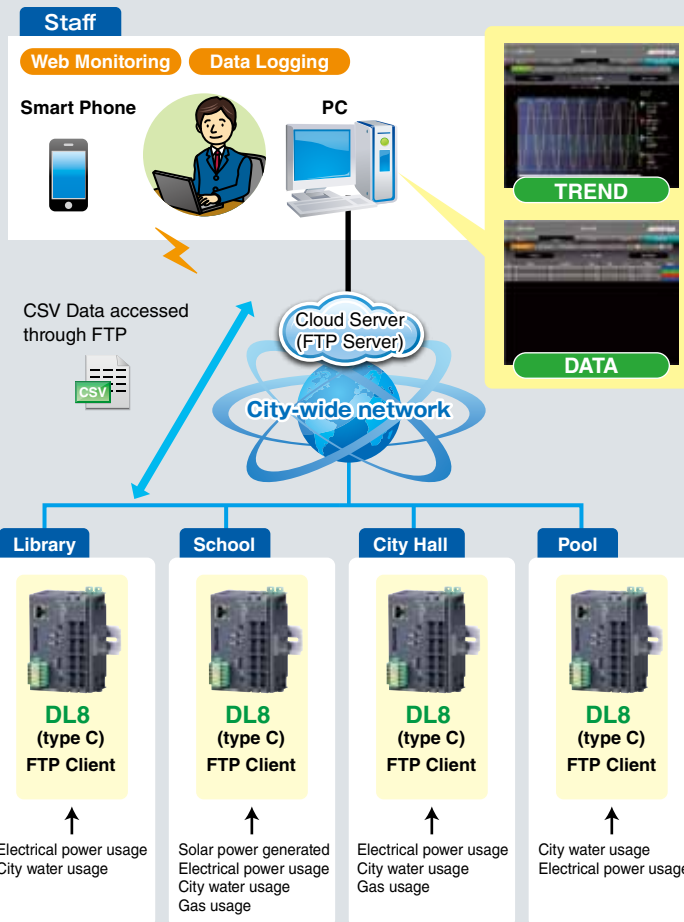 Staff
Web Monitoring
Data Logging
Smart Phone
PC
TREND
DATA
CSV Data accessed
through FTP
CSV
Cloud Server
(FTP Server)
City-wide network
Library
School
City Hall
Pool
DL8
(type C)
FTP Client
DL8
(type C)
FTP Client
DL8
(type C)
FTP Client
DL8
(type C)
FTP Client
Electrical power usage
City water usage
Solar power generated
Electrical power usage
City water usage
Gas usage
Electrical power usage
City water usage
Gas usage
City water usage
Electrical power usage